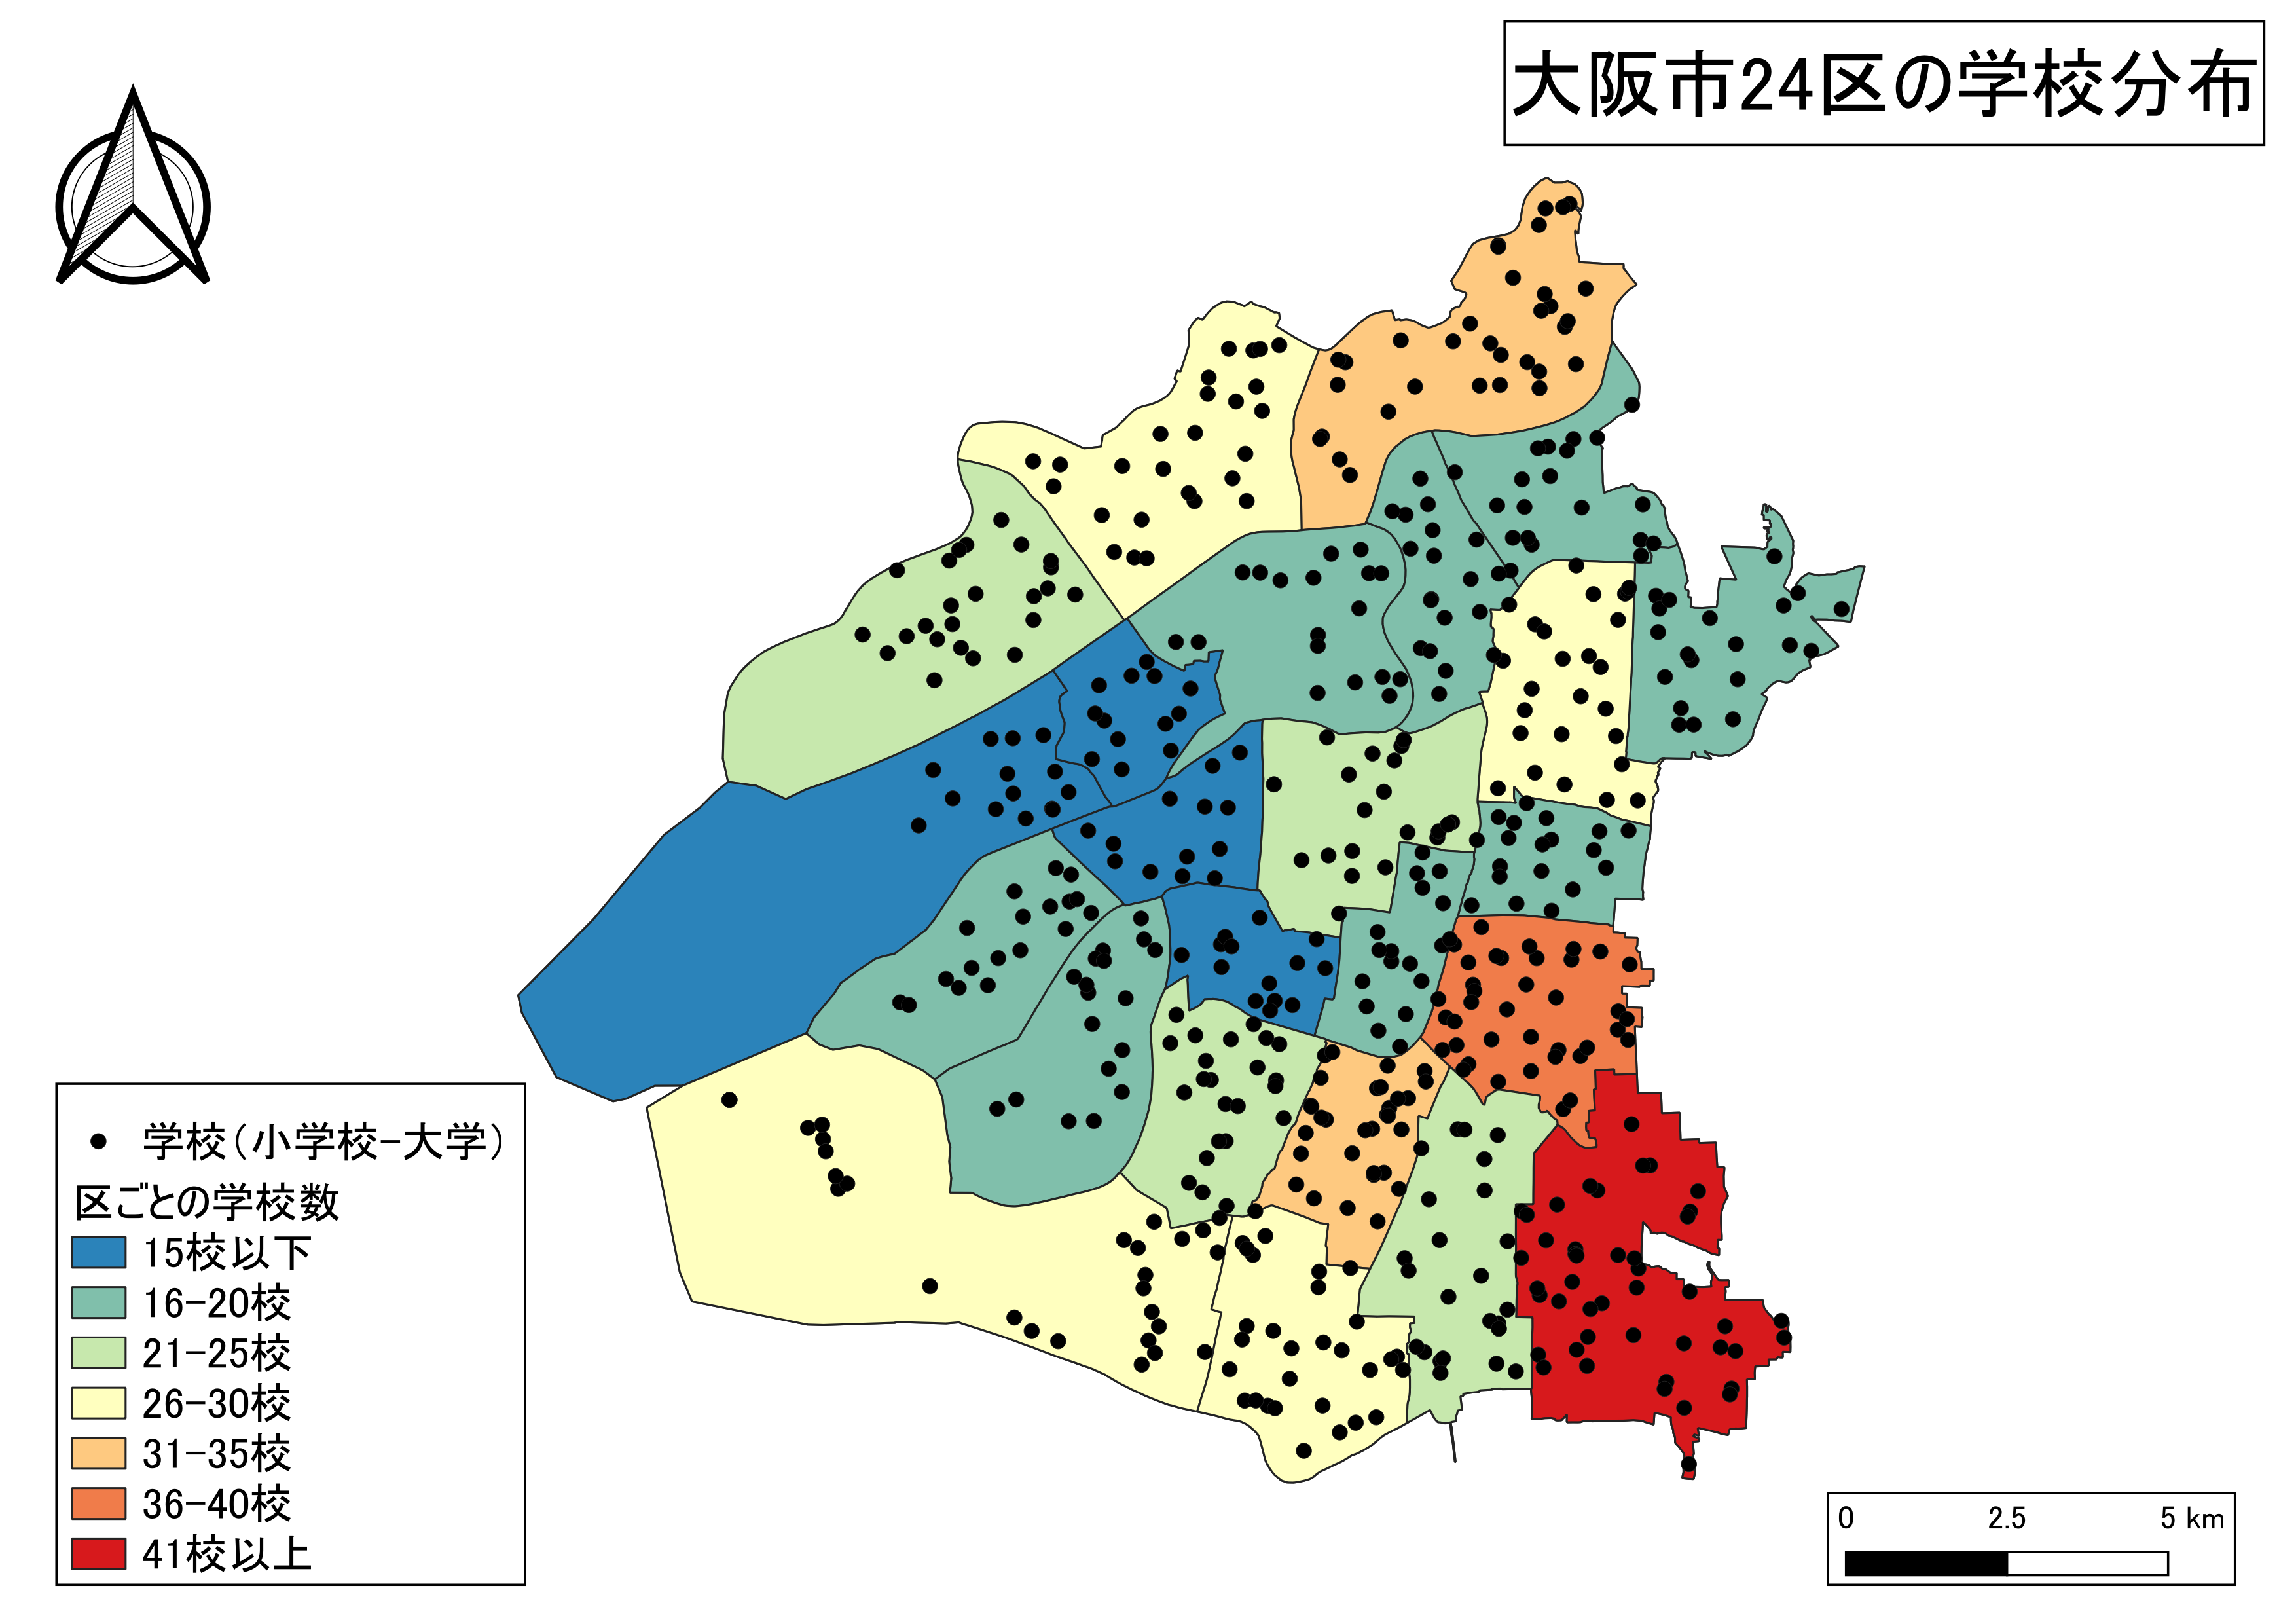 大阪市24区の学校分布
学校(小学校-大学)
区ごとの学校数
15校以下
16-20校
21-25校
26-30校
31-35校
36-40校
41校以上
0 2.5 5 km